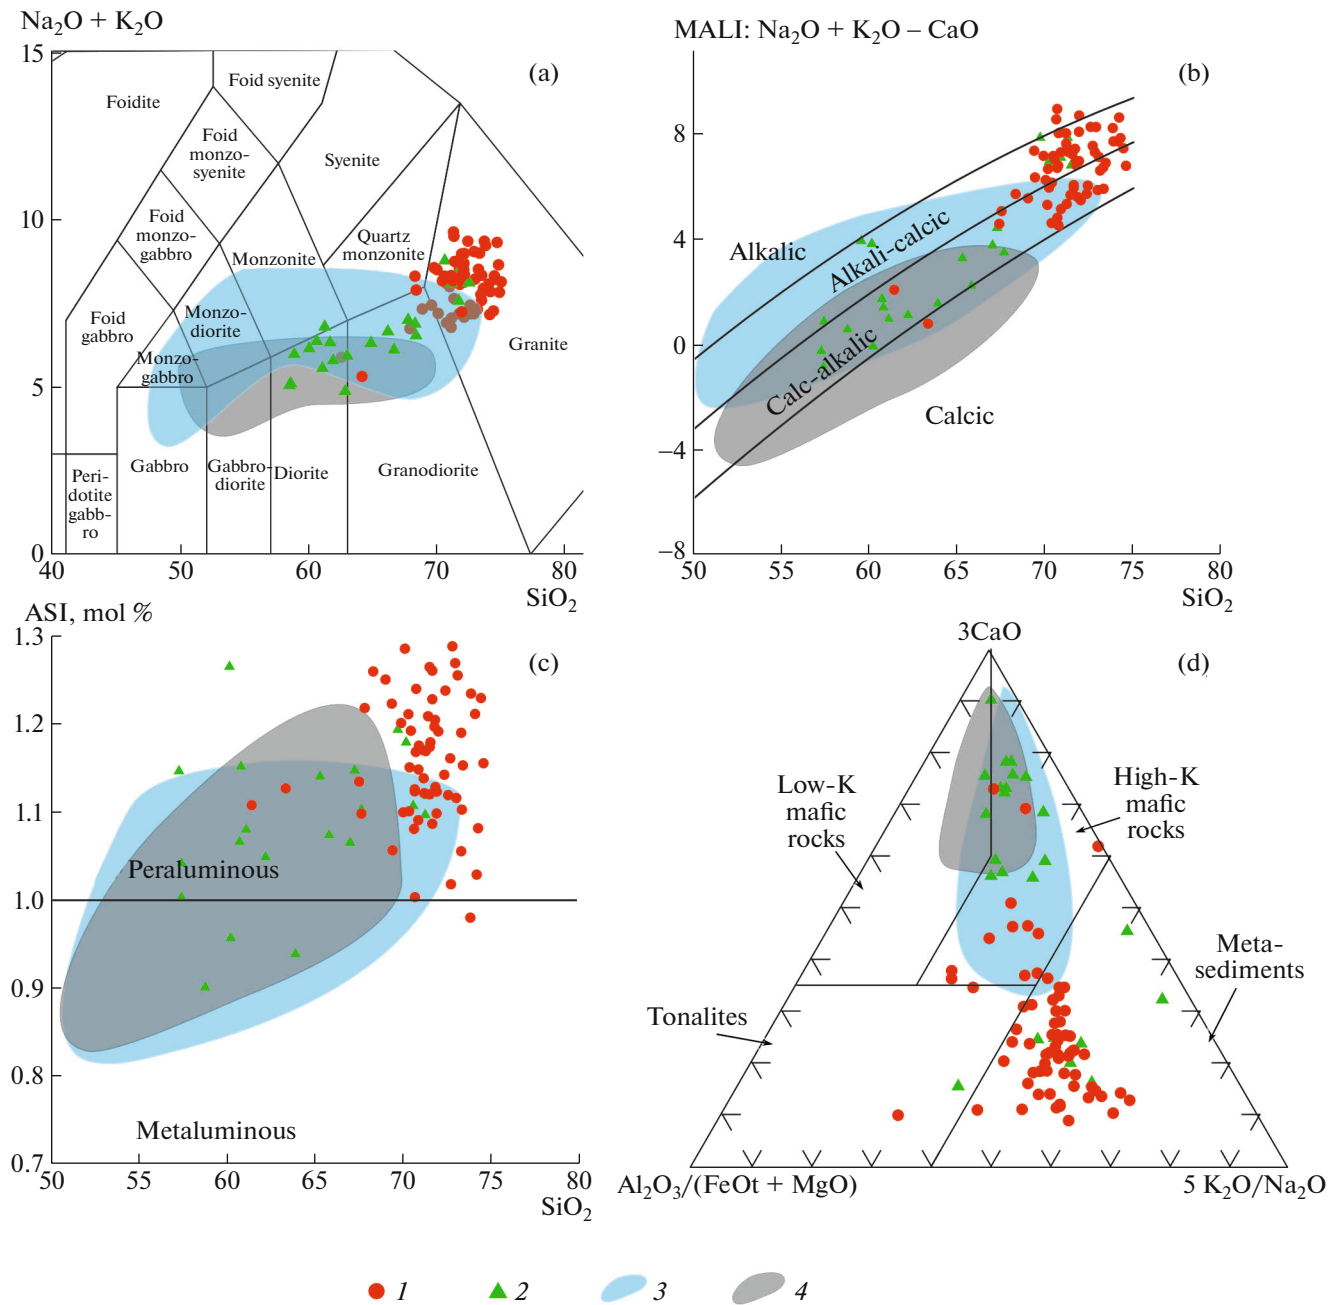 Na₂O + K₂O
(a)
15
10
5
0
40
50
60
70
80
SiO₂
Foidite
Foid syenite
Foid
monzo-
syenite
Syenite
Foid
monzo-
gabbro
Monzonite
Quartz
monzonite
Foid
gabbro
Monzo-
diorite
Monzo-
gabbro
Granite
Peri-
dotite
gabb-
ro
Gabbro
Gabbro-
diorite
Diorite
Granodiorite
MALI: Na₂O + K₂O – CaO
(b)
8
4
0
–4
–8
50
55
60
65
70
75
80
SiO₂
Alkalic
Alkali-calcic
Calc-alkalic
Calcic
ASI, mol %
(c)
1.3
1.2
1.1
1.0
0.9
0.8
0.7
50
55
60
65
70
75
80
SiO₂
Peraluminous
Metaluminous
3CaO
(d)
Low-K
mafic
rocks
High-K
mafic
rocks
Meta-
sediments
Tonalites
Al₂O₃/(FeOt + MgO)
5 K₂O/Na₂O
1
2
3
4